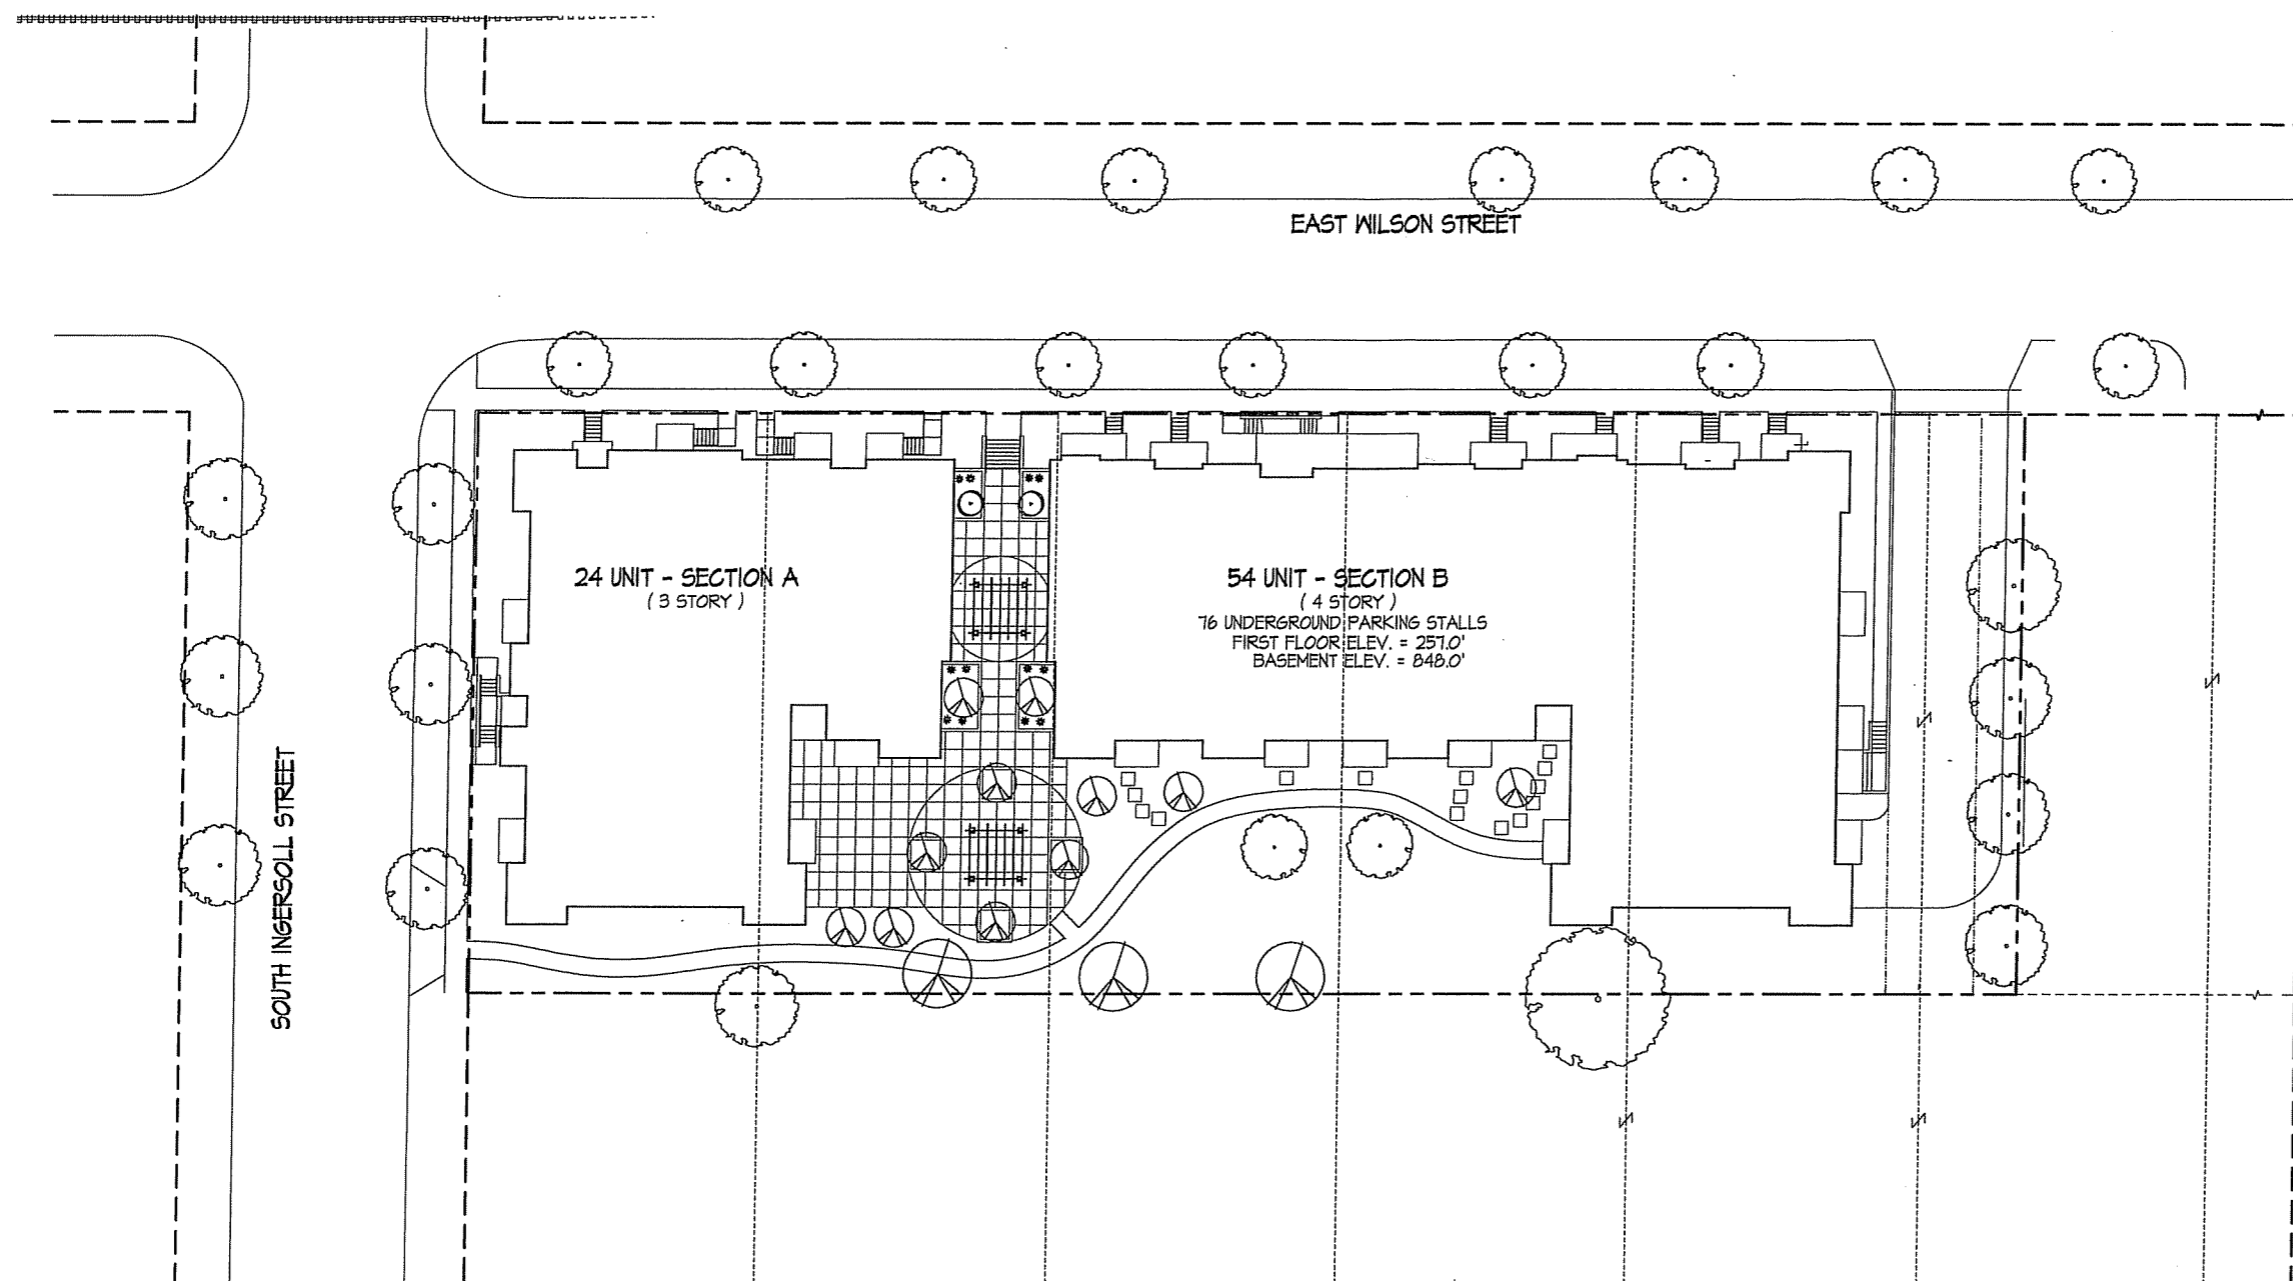 EAST WILSON STREET
24 UNIT - SECTION A
( 3 STORY )
54 UNIT - SECTION B
( 4 STORY )
76 UNDERGROUND PARKING STALLS
FIRST FLOOR ELEV. = 257.0'
BASEMENT ELEV. = 848.0'
SOUTH INGERSOLL STREET